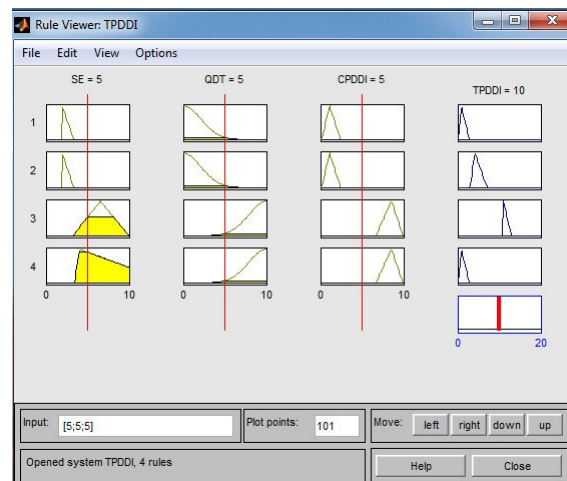 Rule Viewer: TPDDI
File Edit View Options
SE = 5 QDT = 5 CPDDI = 5 TPDDI = 10
1
2
3
4
0 10 0 10 0 10
0 20
Input: [5;5;5] Plot points: 101 Move: left right down up
Opened system TPDDI, 4 rules Help Close